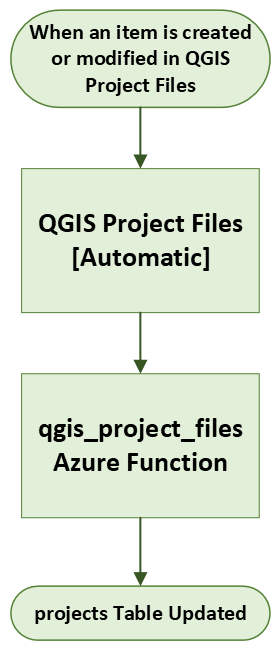 When an item is created
or modified in QGIS
Project Files
QGIS Project Files
[Automatic]
qgis_project_files
Azure Function
projects Table Updated